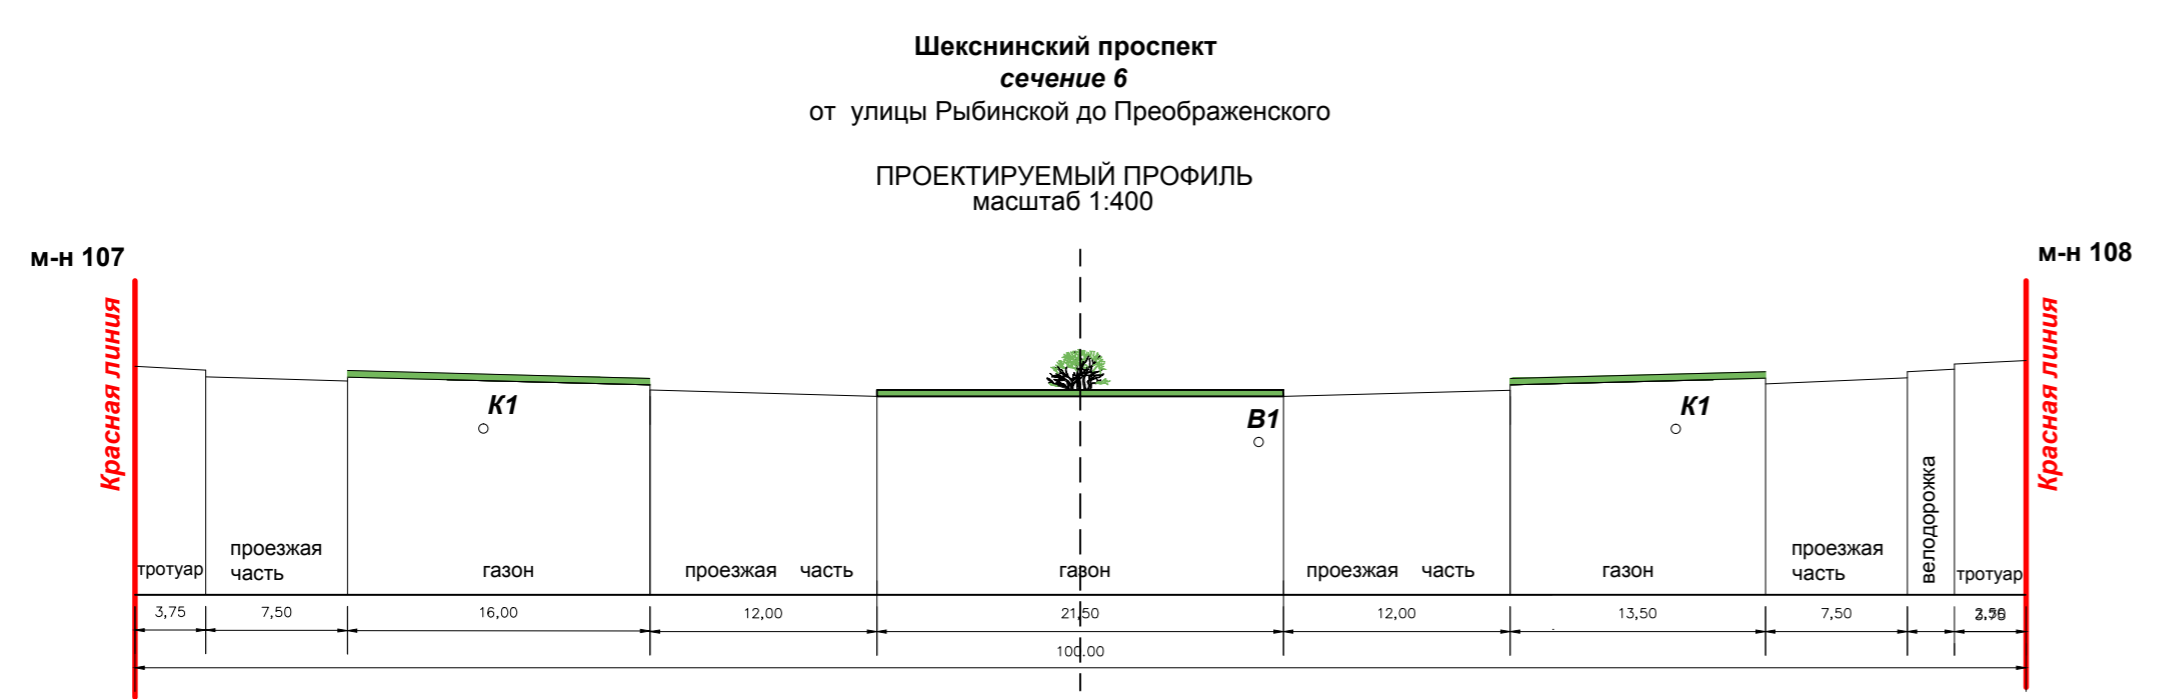 Шекснинский проспект
сечение 6
от улицы Рыбинской до Преображенского
ПРОЕКТИРУЕМЫЙ ПРОФИЛЬ
масштаб 1:400
м-н 107
м-н 108
Красная линия
Красная линия
К1
В1
К1
тротуар
проезжая
часть
газон
проезжая часть
газон
проезжая часть
газон
проезжая
часть
велодорожка
тротуар
3,75
7,50
16,00
12,00
21,50
12,00
13,50
7,50
100.00